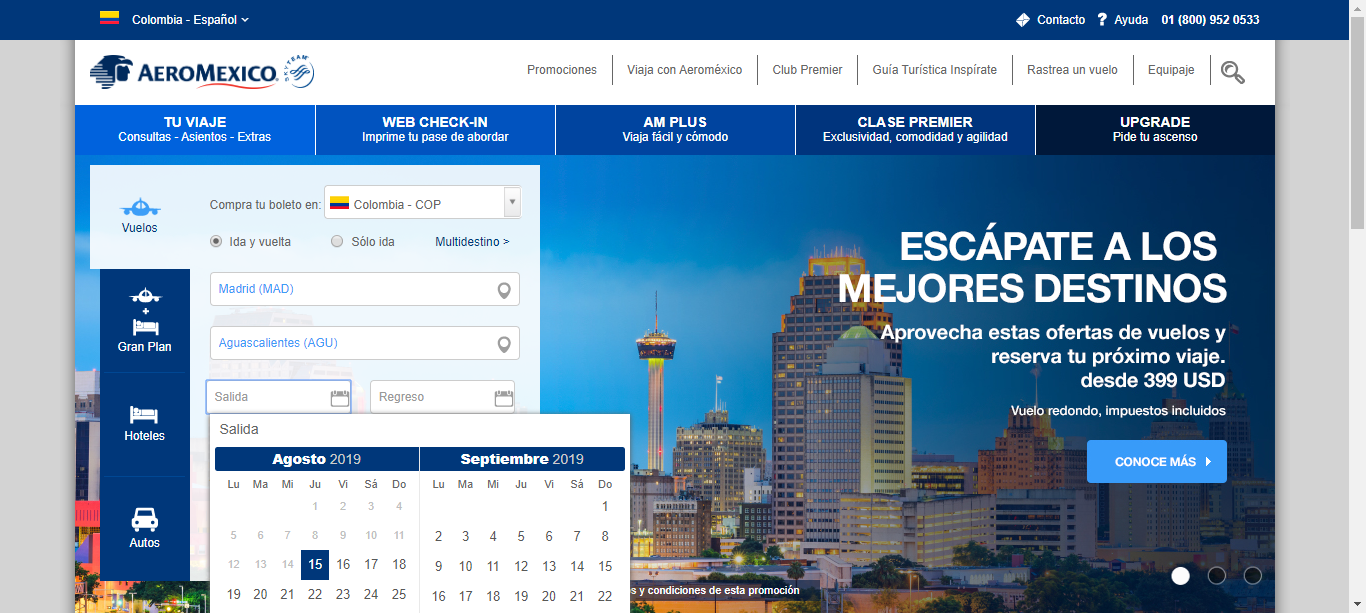 Colombia - Español
Contacto
Ayuda
01 (800) 952 0533
AEROMEXICO.
SKYTEAM
Promociones
Viaja con Aeroméxico
Club Premier
Guía Turística Inspírate
Rastrea un vuelo
Equipaje
TU VIAJE
Consultas - Asientos - Extras
WEB CHECK-IN
Imprime tu pase de abordar
AM PLUS
Viaja fácil y cómodo
CLASE PREMIER
Exclusividad, comodidad y agilidad
UPGRADE
Pide tu ascenso
Vuelos
Gran Plan
Hoteles
Autos
Compra tu boleto en:
Colombia - COP
Ida y vuelta
Sólo ida
Multidestino >
Madrid (MAD)
Aguascalientes (AGU)
Salida
Regreso
Salida
Agosto 2019
Lu Ma Mi Ju Vi Sá Do
1 2 3 4
5 6 7 8 9 10 11
12 13 14 15 16 17 18
19 20 21 22 23 24 25
Septiembre 2019
Lu Ma Mi Ju Vi Sá Do
1
2 3 4 5 6 7 8
9 10 11 12 13 14 15
16 17 18 19 20 21 22
ESCÁPATE A LOS
MEJORES DESTINOS
Aprovecha estas ofertas de vuelos y
reserva tu próximo viaje.
desde 399 USD
Vuelo redondo, impuestos incluidos
CONOCE MÁS
s y condiciones de esta promoción